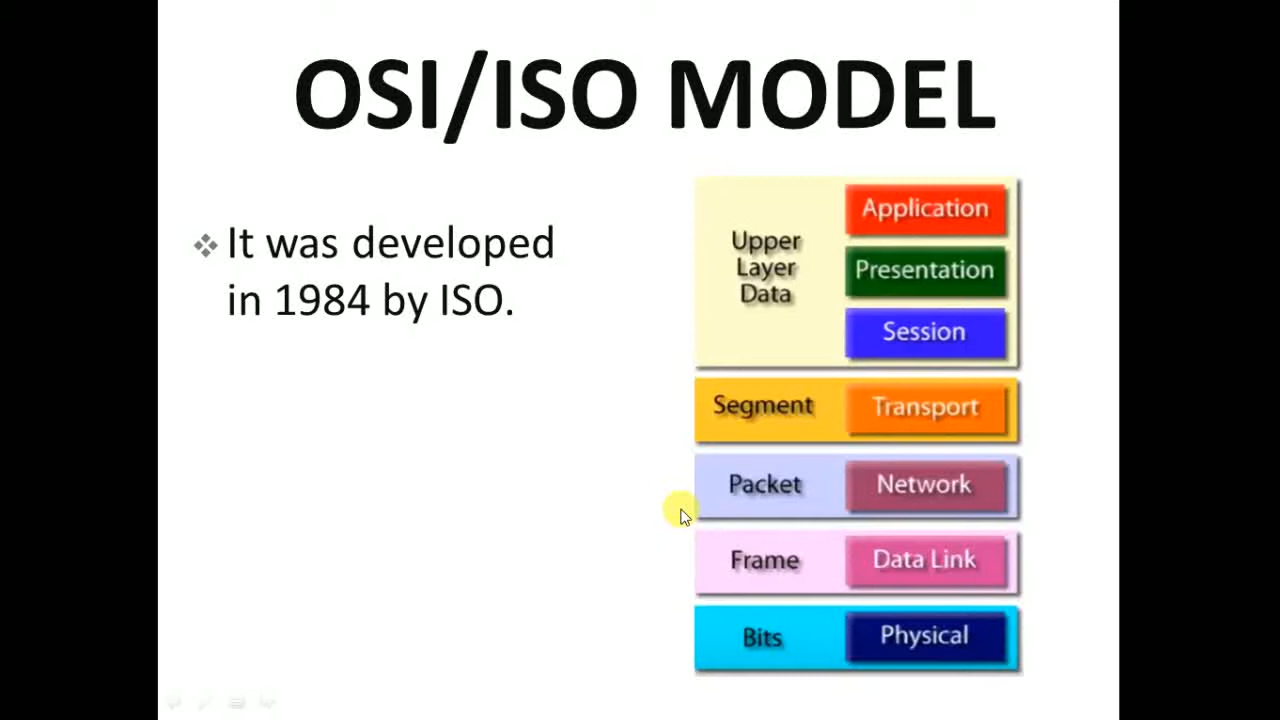 OSI/ISO MODEL
It was developed
in 1984 by ISO.
Upper
Layer
Data
Application
Presentation
Session
Segment
Transport
Packet
Network
Frame
Data Link
Bits
Physical